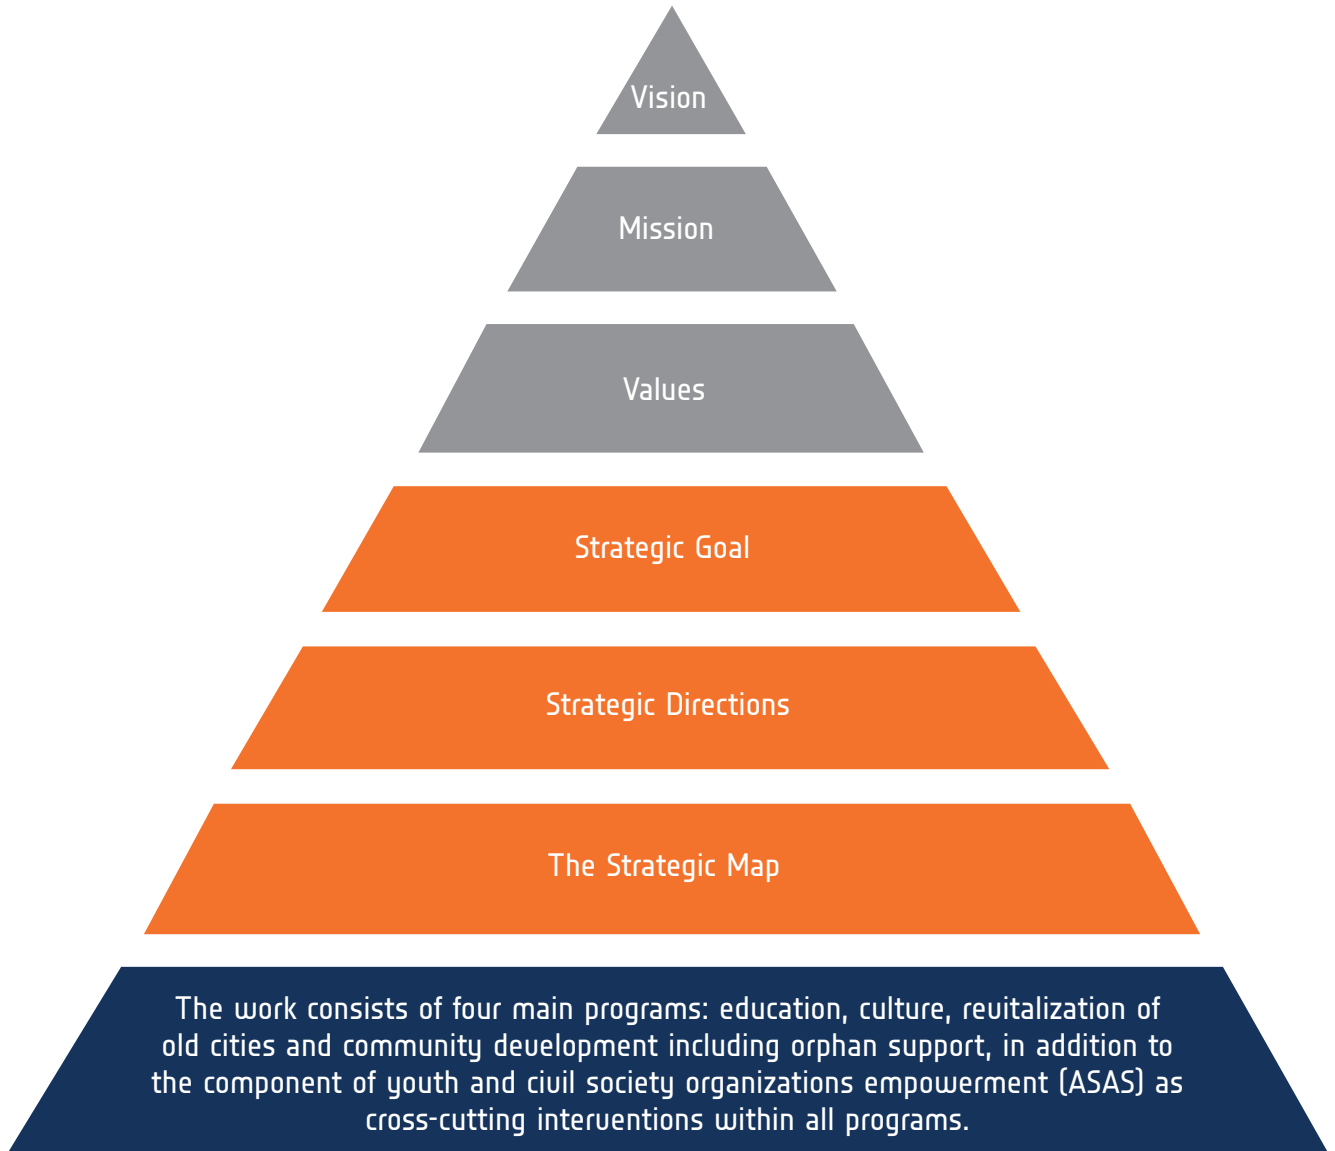 Vision
Mission
Values
Strategic Goal
Strategic Directions
The Strategic Map
The work consists of four main programs: education, culture, revitalization of
old cities and community development including orphan support, in addition to
the component of youth and civil society organizations empowerment (ASAS) as
cross-cutting interventions within all programs.